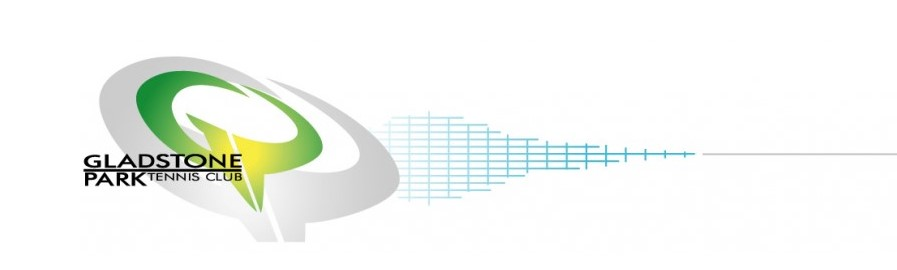 GLADSTONE
PARK TENNIS CLUB